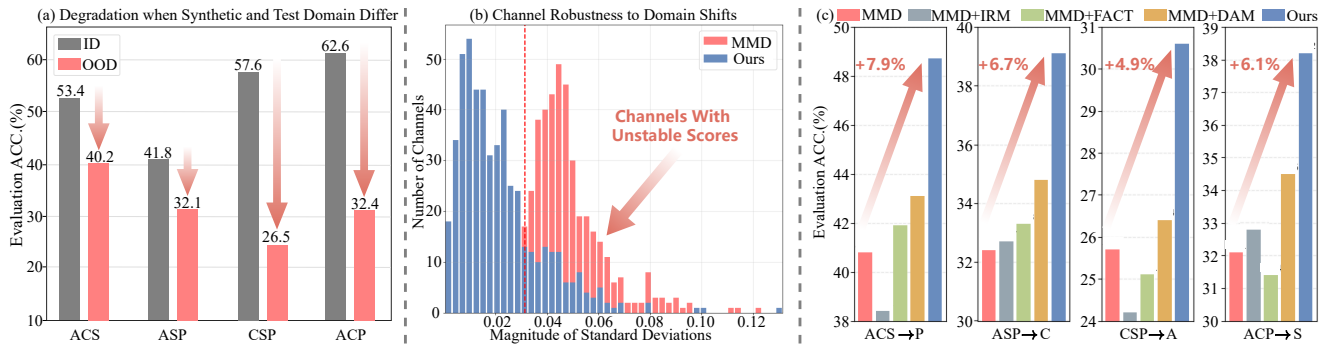 (a) Degradation when Synthetic and Test Domain Differ
Evaluation ACC.(%)
60
50
40
30
20
10
ID
OOD
53.4
40.2
41.8
32.1
57.6
26.5
62.6
32.4
ACS
ASP
CSP
ACP
(b) Channel Robustness to Domain Shifts
Number of Channels
50
40
30
20
10
0
MMD
Ours
Channels With
Unstable Scores
0.02
0.04
0.06
0.08
0.10
0.12
Magnitude of Standard Deviations
(c)
MMD
MMD+IRM
MMD+FACT
MMD+DAM
Ours
Evaluation ACC.(%)
50
48
46
44
42
40
38
+7.9%
ACS→P
40
38
36
34
32
30
+6.7%
ASP→C
31
30
29
28
27
26
25
24
+4.9%
CSP→A
39
38
37
36
35
34
33
32
31
30
+6.1%
ACP→S